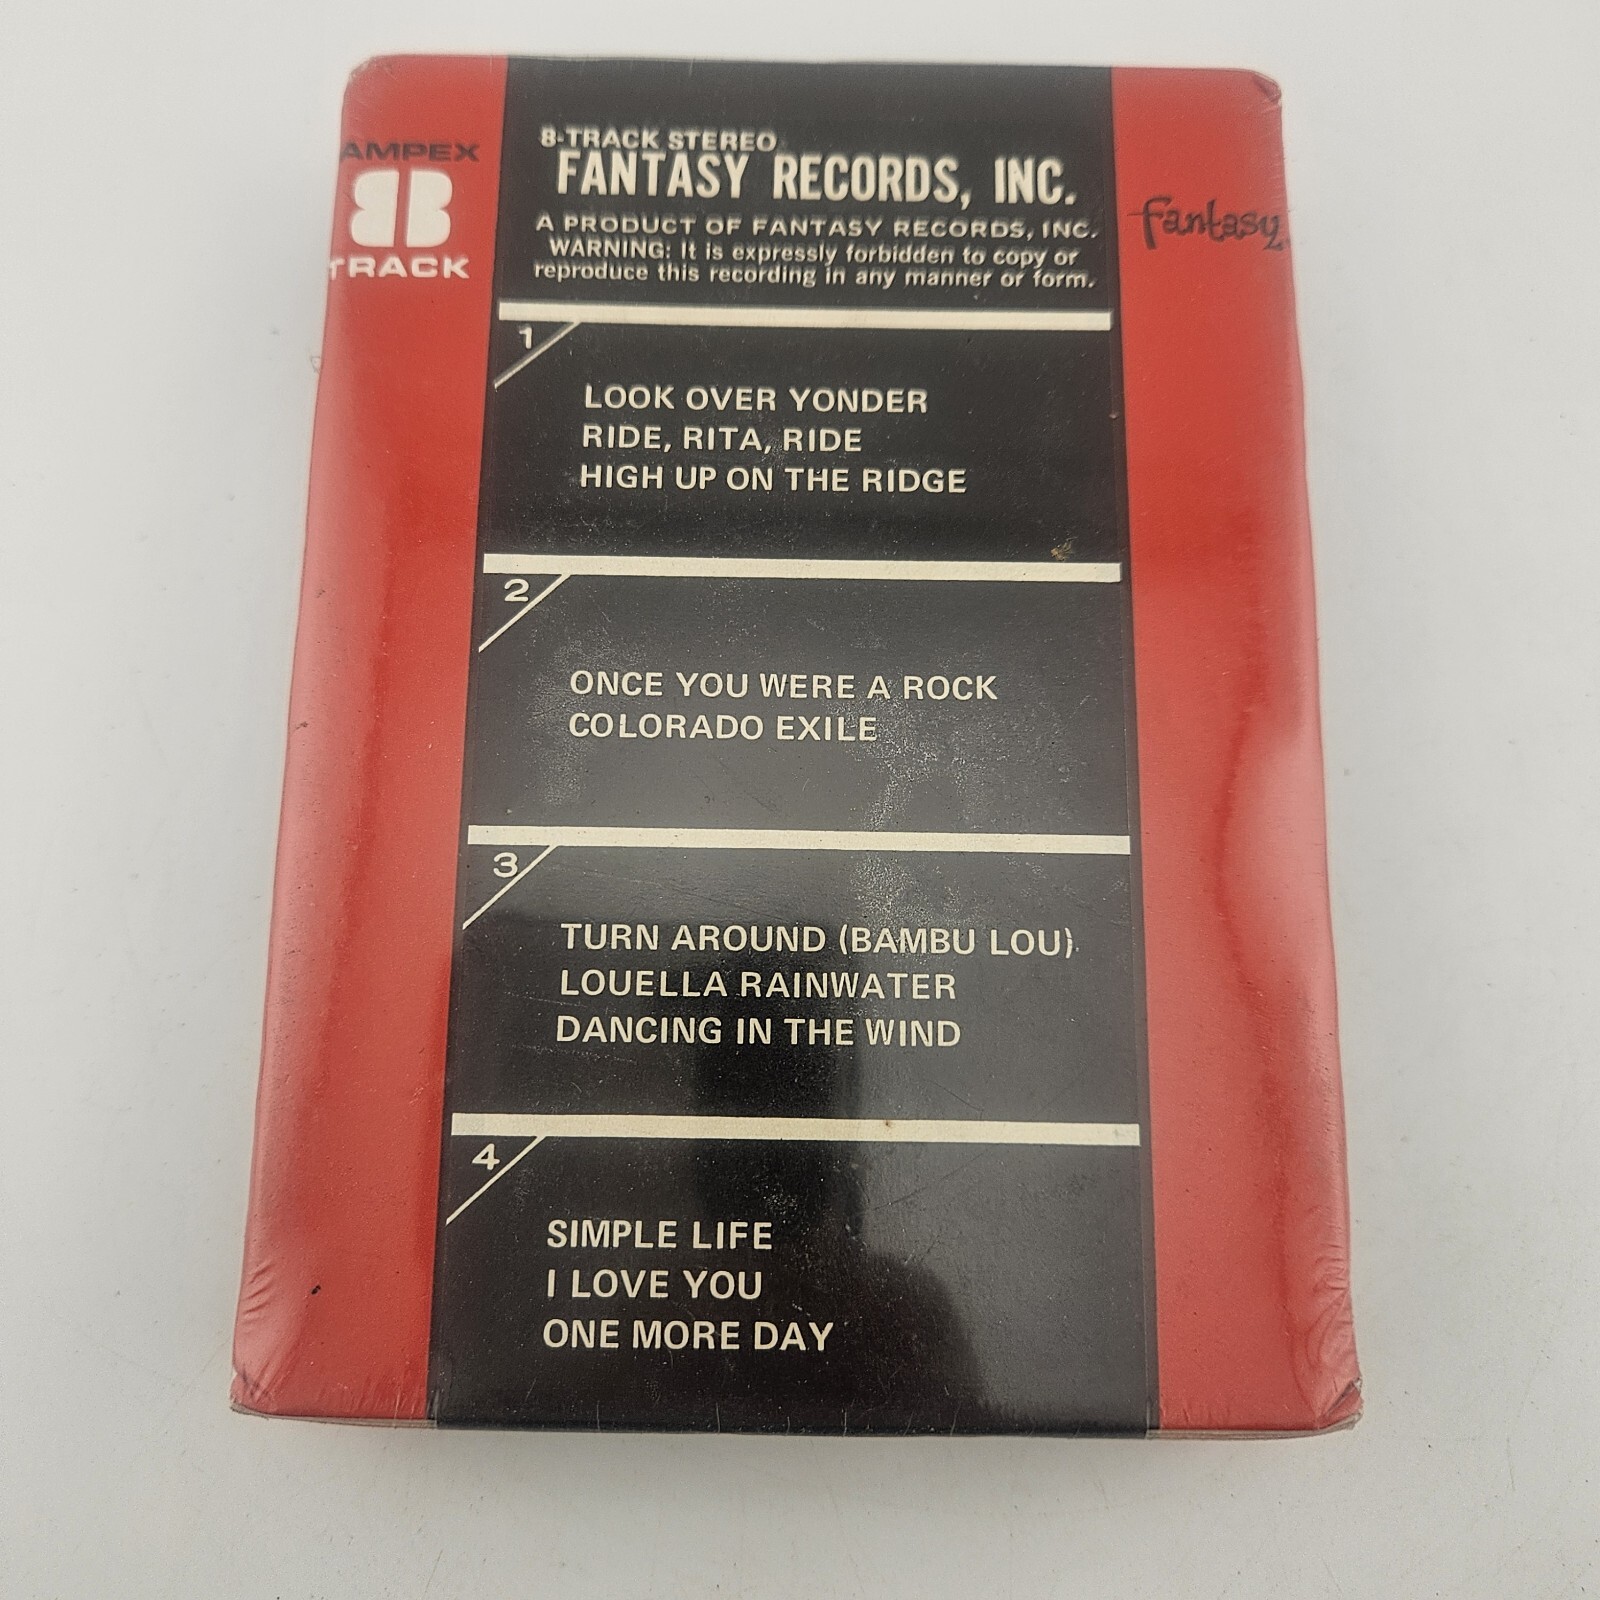 AMPEX
8
TRACK
8-TRACK STEREO
FANTASY RECORDS, INC.
A PRODUCT OF FANTASY RECORDS, INC.
WARNING: It is expressly forbidden to copy or
reproduce this recording in any manner or form.
fantasy
1
LOOK OVER YONDER
RIDE, RITA, RIDE
HIGH UP ON THE RIDGE
2
ONCE YOU WERE A ROCK
COLORADO EXILE
3
TURN AROUND (BAMBU LOU)
LOUELLA RAINWATER
DANCING IN THE WIND
4
SIMPLE LIFE
I LOVE YOU
ONE MORE DAY